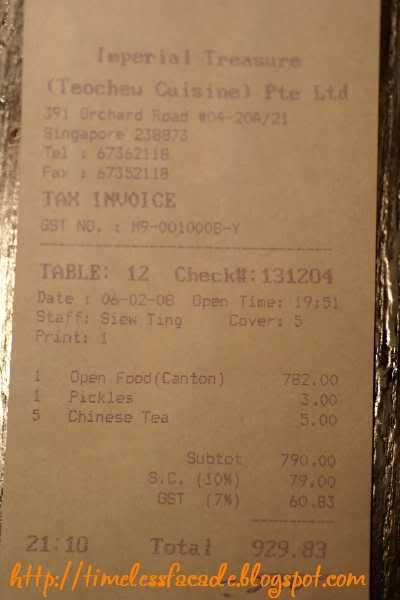 Imperial Treasure
(Teochew Cuisine) Pte Ltd
391 Orchard Road #04-20A/21
Singapore 238873
Tel : 67362118
Fax : 67352118
TAX INVOICE
GST NO. : M9-0010008-Y
TABLE: 12 Check#:131204
Date : 06-02-08 Open Time: 19:51
Staff: Siew Ting Cover: 5
Print: 1
1 Open Food(Canton) 782.00
1 Pickles 3.00
5 Chinese Tea 5.00
Subtot 790.00
S.C. (10%) 79.00
GST (7%) 60.83
21:10 Total 929.83
http://timelessfacade.blogspot.com/